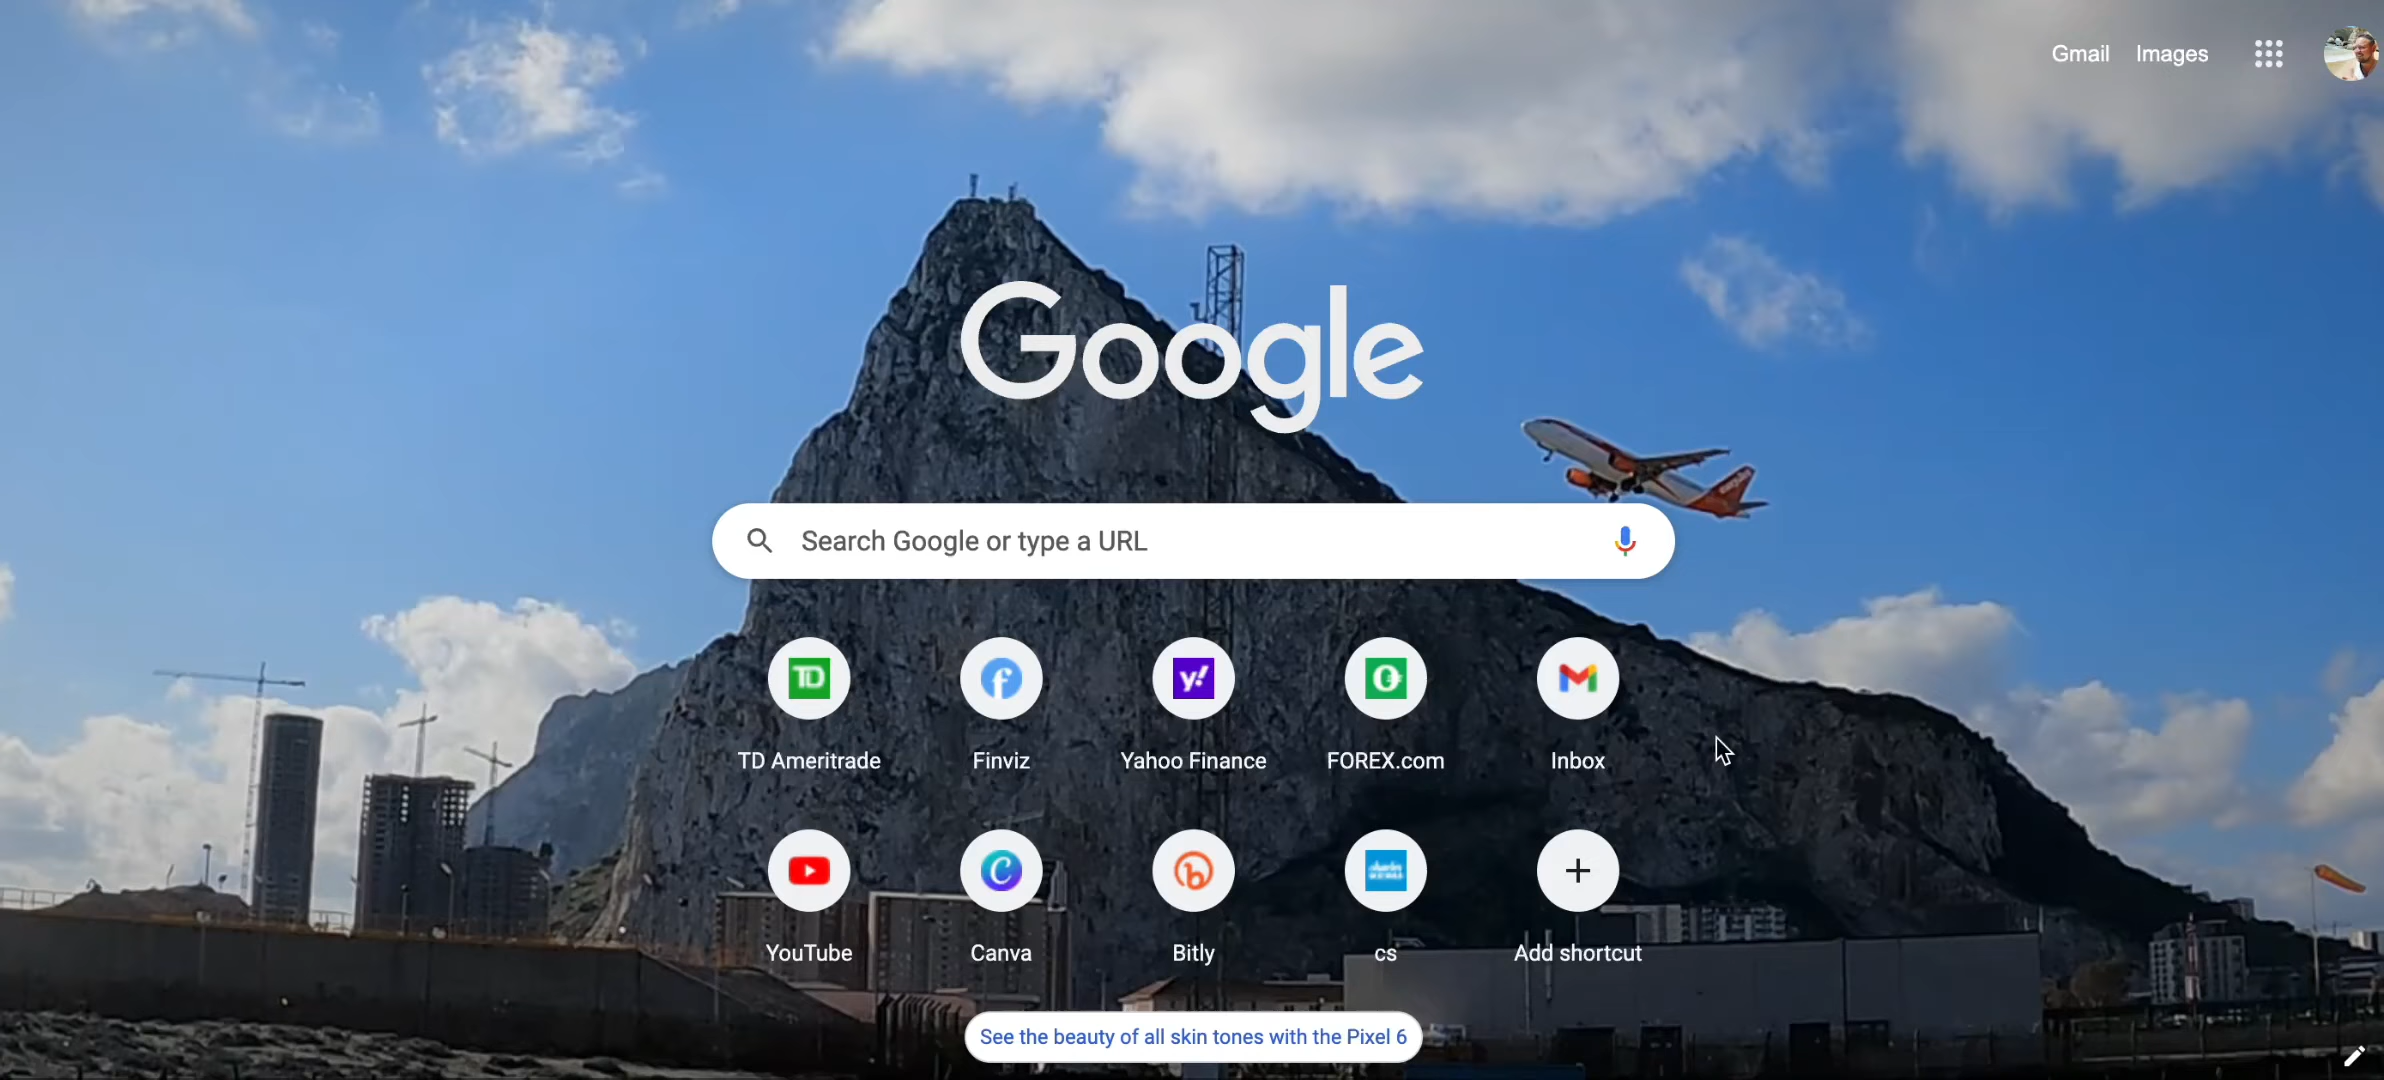 Gmail Images
Google
Search Google or type a URL
TD
y!
TD Ameritrade
Finviz
Yahoo Finance
FOREX.com
Inbox
YouTube
Canva
Bitly
cs
Add shortcut
See the beauty of all skin tones with the Pixel 6